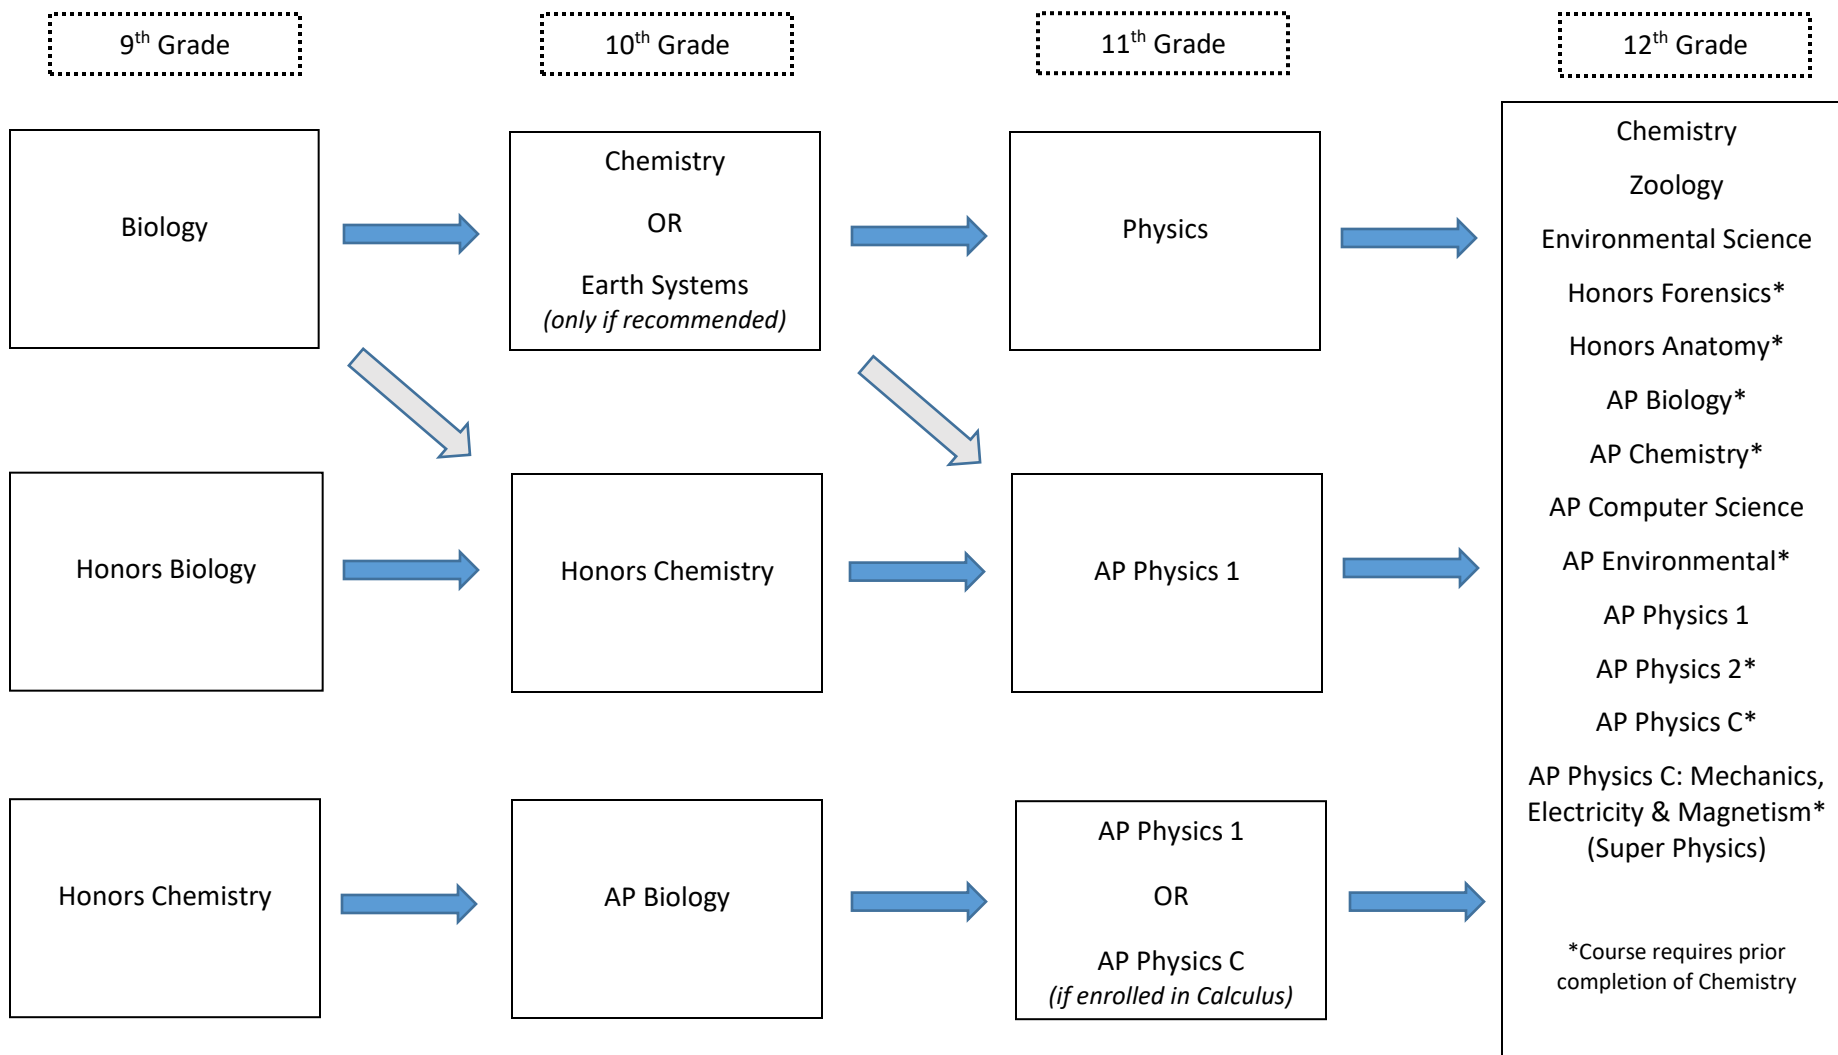 9th Grade
10th Grade
11th Grade
12th Grade
Biology
Chemistry
OR
Earth Systems
(only if recommended)
Physics
Honors Biology
Honors Chemistry
AP Physics 1
Honors Chemistry
AP Biology
AP Physics 1
OR
AP Physics C
(if enrolled in Calculus)
Chemistry
Zoology
Environmental Science
Honors Forensics*
Honors Anatomy*
AP Biology*
AP Chemistry*
AP Computer Science
AP Environmental*
AP Physics 1
AP Physics 2*
AP Physics C*
AP Physics C: Mechanics,
Electricity & Magnetism*
(Super Physics)
*Course requires prior
completion of Chemistry